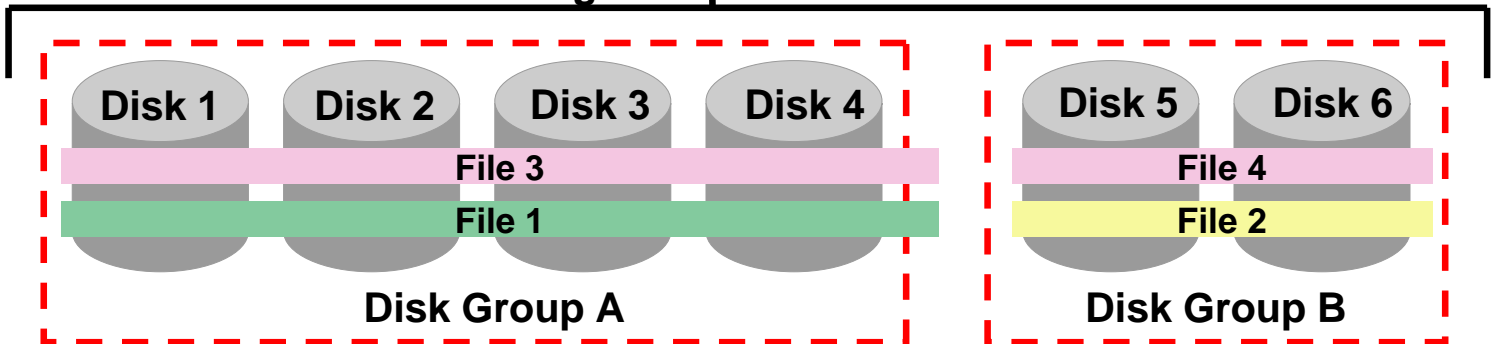 Disk 1 Disk 2 Disk 3 Disk 4 Disk 5 Disk 6
File 3 File 4
File 1 File 2
Disk Group A Disk Group B